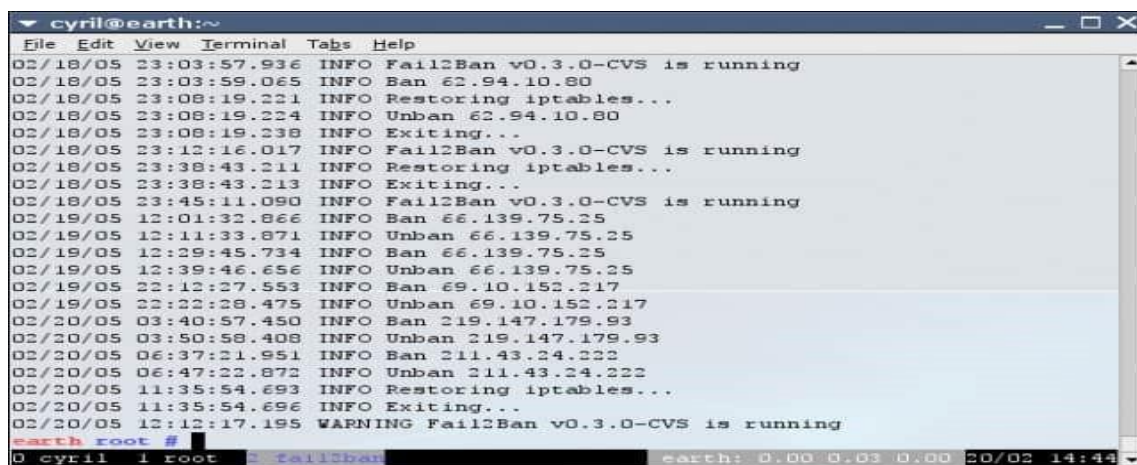 cyril@earth:~
File Edit View Terminal Tabs Help
02/18/05 23:03:57.936 INFO Fail2Ban v0.3.0-CVS is running
02/18/05 23:03:59.065 INFO Ban 62.94.10.80
02/18/05 23:08:19.221 INFO Restoring iptables...
02/18/05 23:08:19.224 INFO Unban 62.94.10.80
02/18/05 23:08:19.238 INFO Exiting...
02/18/05 23:12:16.017 INFO Fail2Ban v0.3.0-CVS is running
02/18/05 23:38:43.211 INFO Restoring iptables...
02/18/05 23:38:43.213 INFO Exiting...
02/18/05 23:45:11.090 INFO Fail2Ban v0.3.0-CVS is running
02/19/05 12:01:32.866 INFO Ban 66.139.75.25
02/19/05 12:11:33.871 INFO Unban 66.139.75.25
02/19/05 12:29:45.734 INFO Ban 66.139.75.25
02/19/05 12:39:46.656 INFO Unban 66.139.75.25
02/19/05 22:12:27.553 INFO Ban 69.10.152.217
02/19/05 22:22:28.475 INFO Unban 69.10.152.217
02/20/05 03:40:57.450 INFO Ban 219.147.179.93
02/20/05 03:50:58.408 INFO Unban 219.147.179.93
02/20/05 06:37:21.951 INFO Ban 211.43.24.222
02/20/05 06:47:22.872 INFO Unban 211.43.24.222
02/20/05 11:35:54.693 INFO Restoring iptables...
02/20/05 11:35:54.696 INFO Exiting...
02/20/05 12:12:17.195 WARNING Fail2Ban v0.3.0-CVS is running
earth root #
0 cyril 1 root 2 fail2ban earth: 0.00 0.03 0.00 20/02 14:44